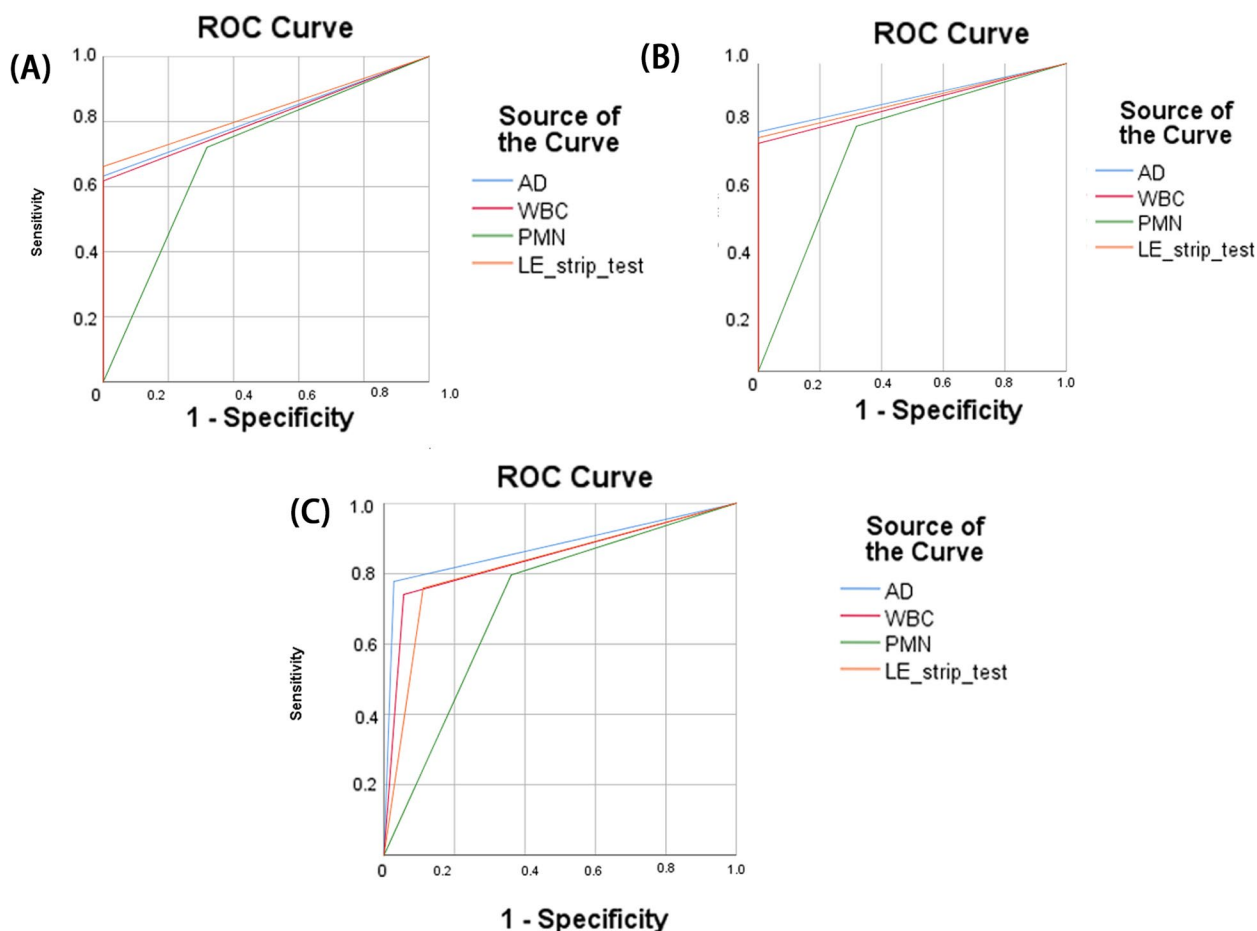 (A)
ROC Curve
1.0
0.8
0.6
0.4
0.2
0
0.2
0.4
0.6
0.8
1.0
Sensitivity
1 - Specificity
Source of
the Curve
AD
WBC
PMN
LE_strip_test
(B)
ROC Curve
1.0
0.8
0.6
0.4
0.2
0
0.2
0.4
0.6
0.8
1.0
1 - Specificity
Source of
the Curve
AD
WBC
PMN
LE_strip_test
(C)
ROC Curve
1.0
0.8
0.6
0.4
0.2
0
0.2
0.4
0.6
0.8
1.0
Sensitivity
1 - Specificity
Source of
the Curve
AD
WBC
PMN
LE_strip_test